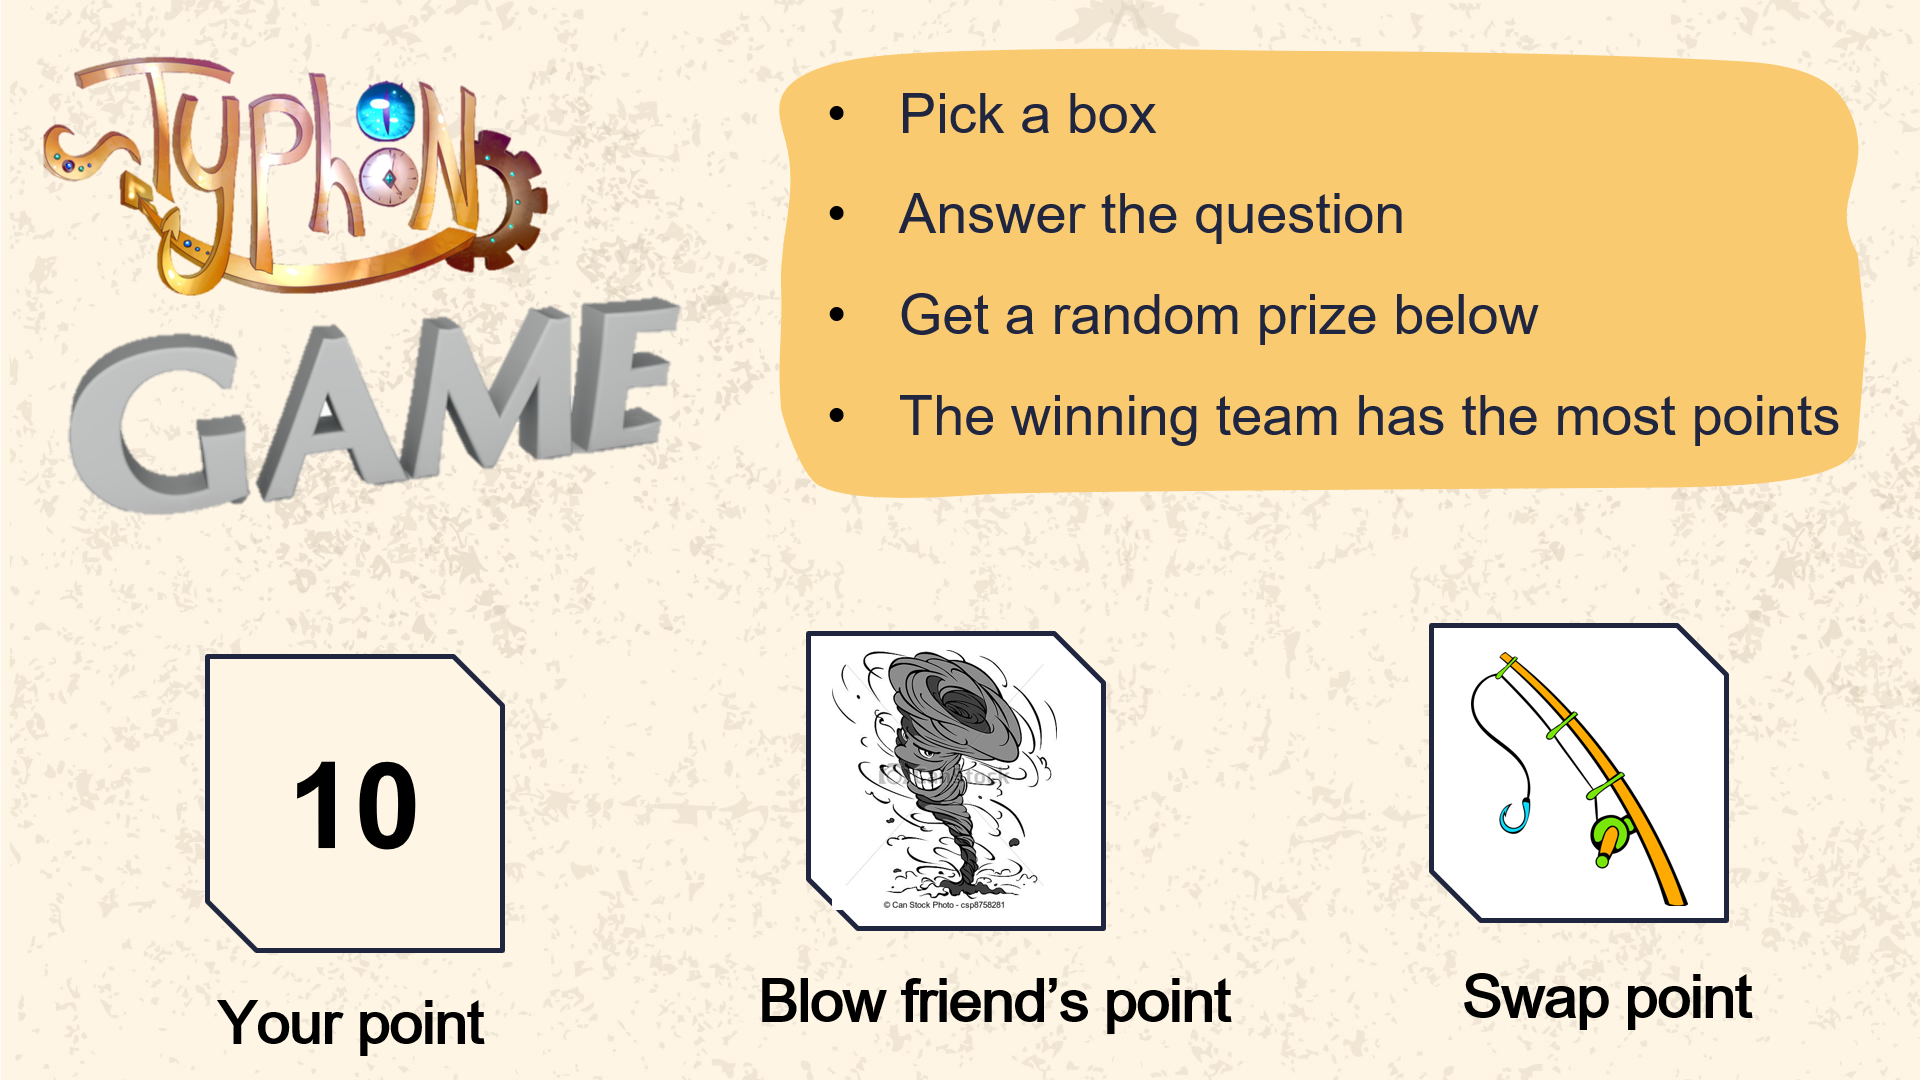 TyphooN
GAME
• Pick a box
• Answer the question
• Get a random prize below
• The winning team has the most points
10
© Can Stock Photo - csp8758281
Your point
Blow friend’s point
Swap point